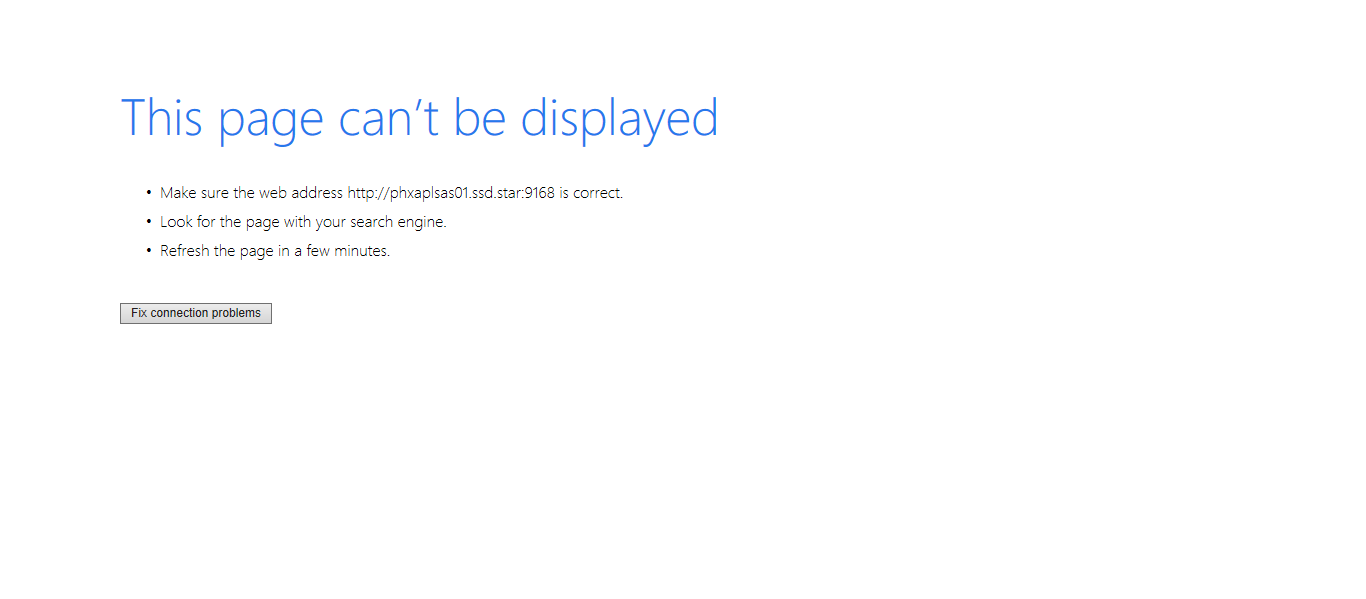 This page can’t be displayed
• Make sure the web address http://phxaplsas01.ssd.star:9168 is correct.
• Look for the page with your search engine.
• Refresh the page in a few minutes.
Fix connection problems